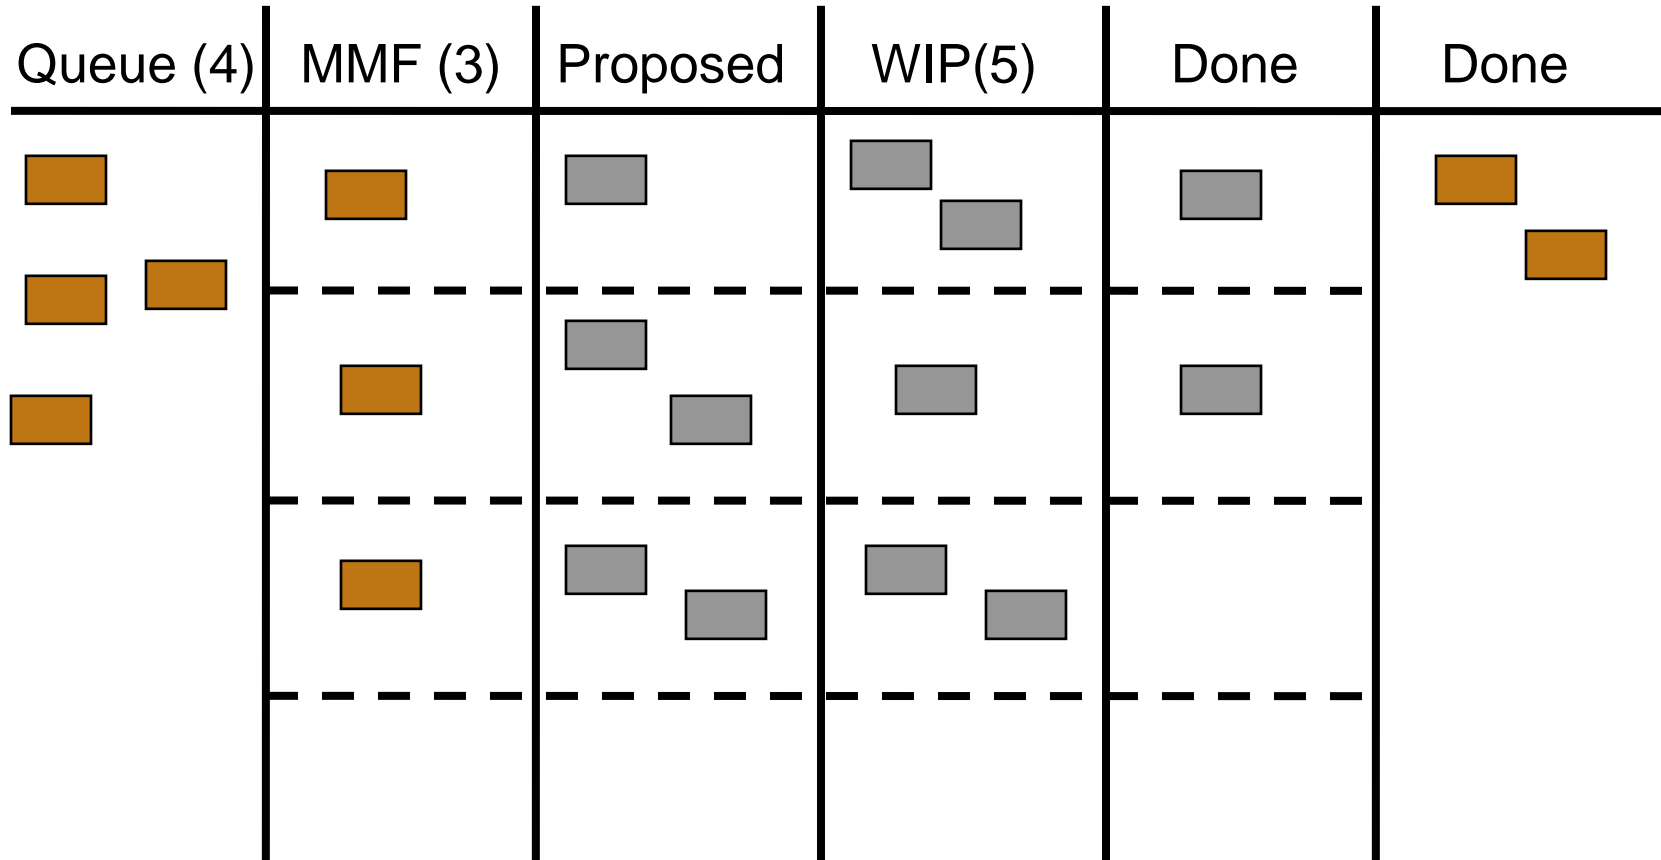 Queue (4) MMF (3) Proposed WIP(5) Done Done